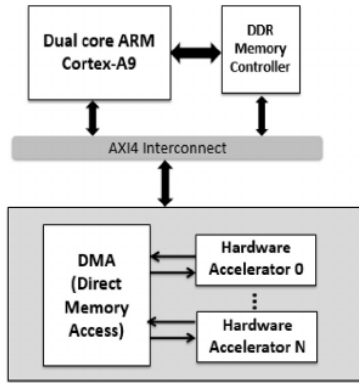 Dual core ARM
Cortex-A9
DDR
Memory
Controller
AXI4 Interconnect
DMA
(Direct
Memory
Access)
Hardware
Accelerator 0
Hardware
Accelerator N